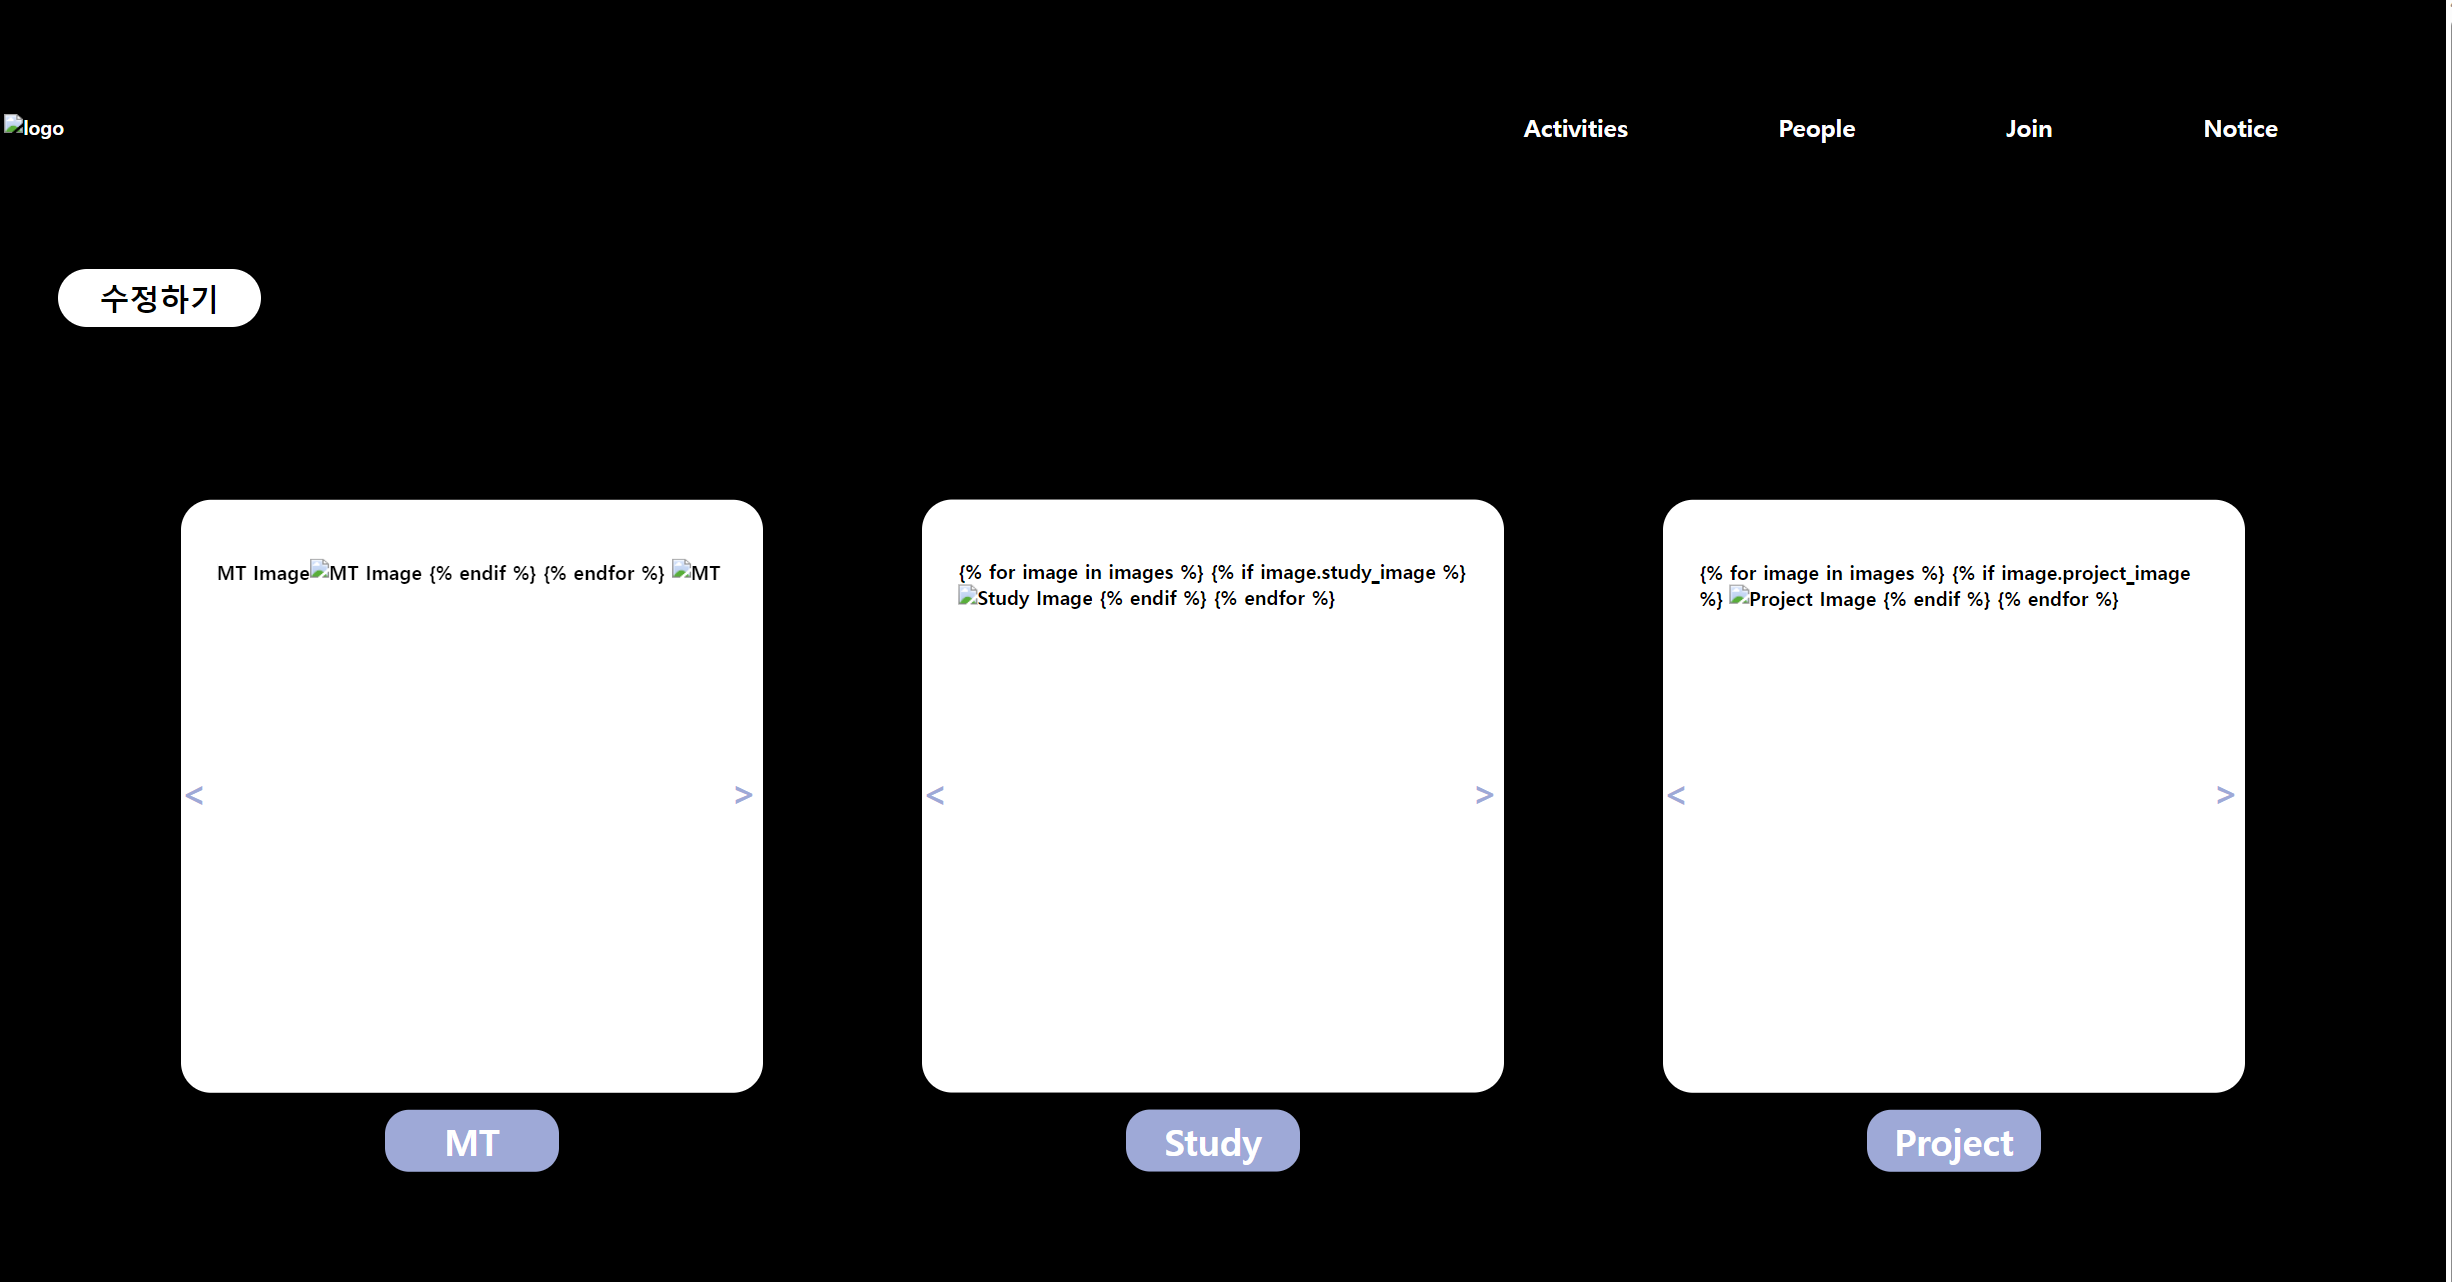 logo
Activities People Join Notice
수정하기
MT Image MT Image {% endif %} {% endfor %} MT
< >
MT
{% for image in images %} {% if image.study_image %}
Study Image {% endif %} {% endfor %}
< >
Study
{% for image in images %} {% if image.project_image
%} Project Image {% endif %} {% endfor %}
< >
Project